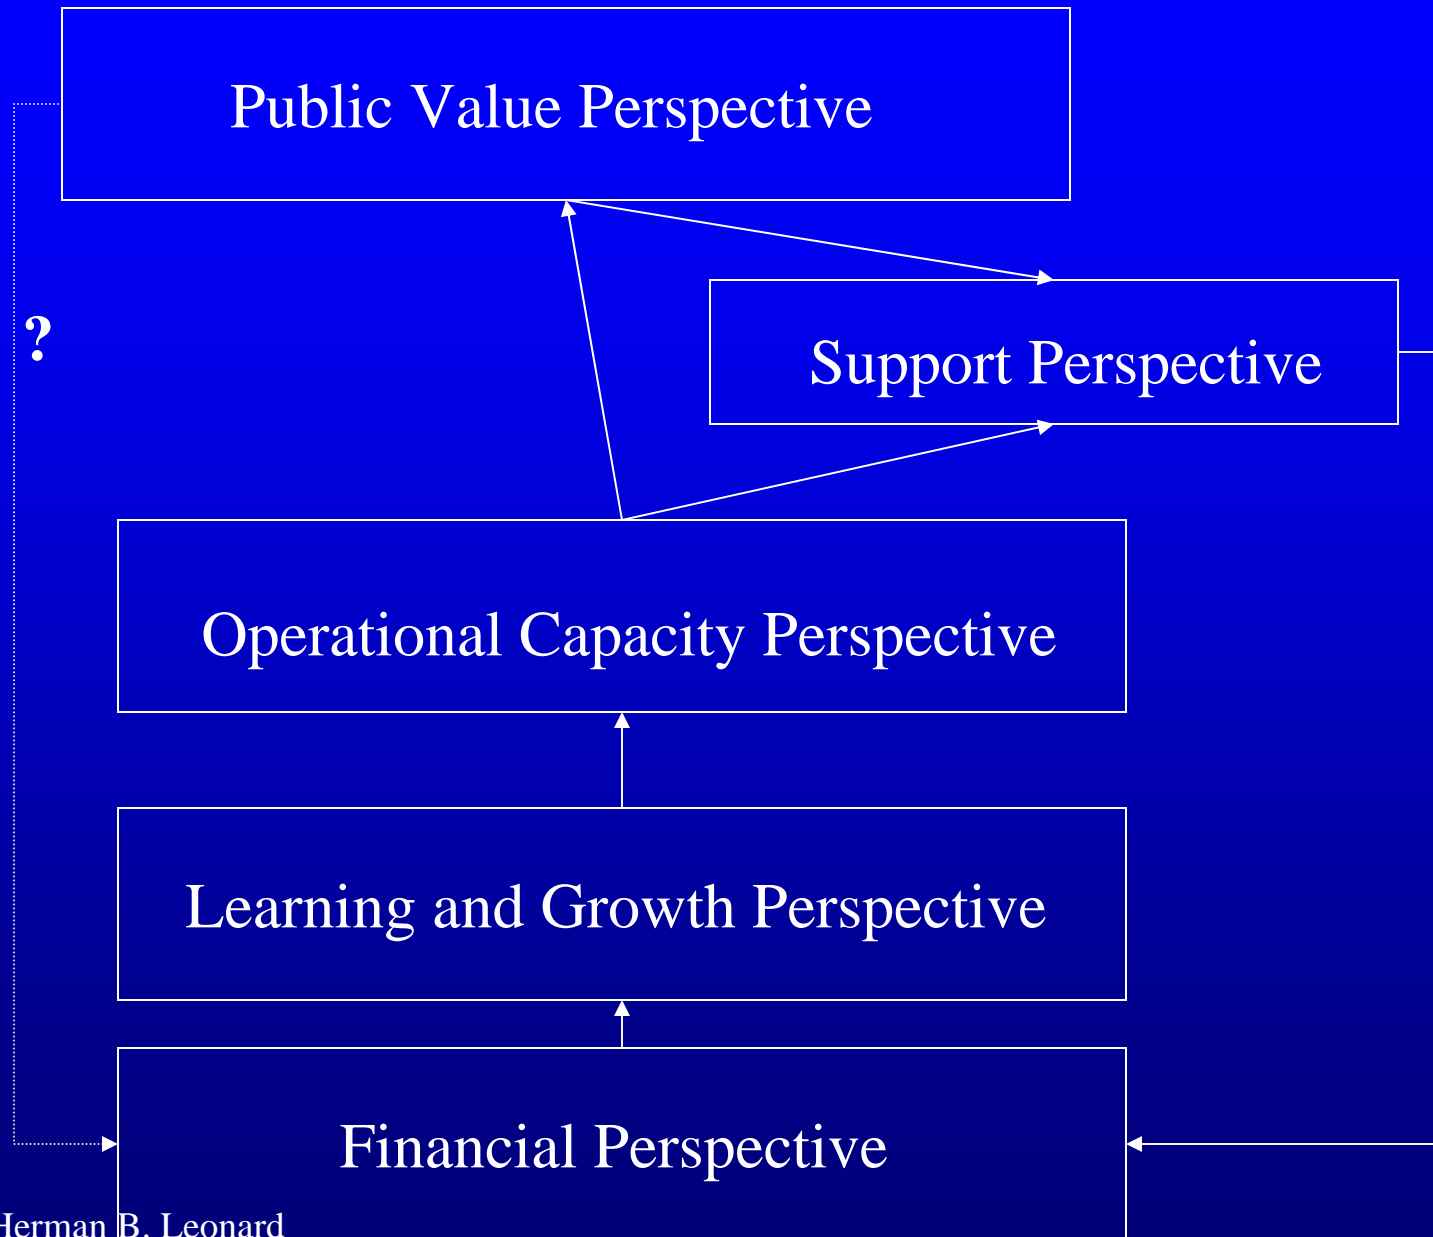 Public Value Perspective
?
Support Perspective
Operational Capacity Perspective
Learning and Growth Perspective
Financial Perspective
Herman B. Leonard